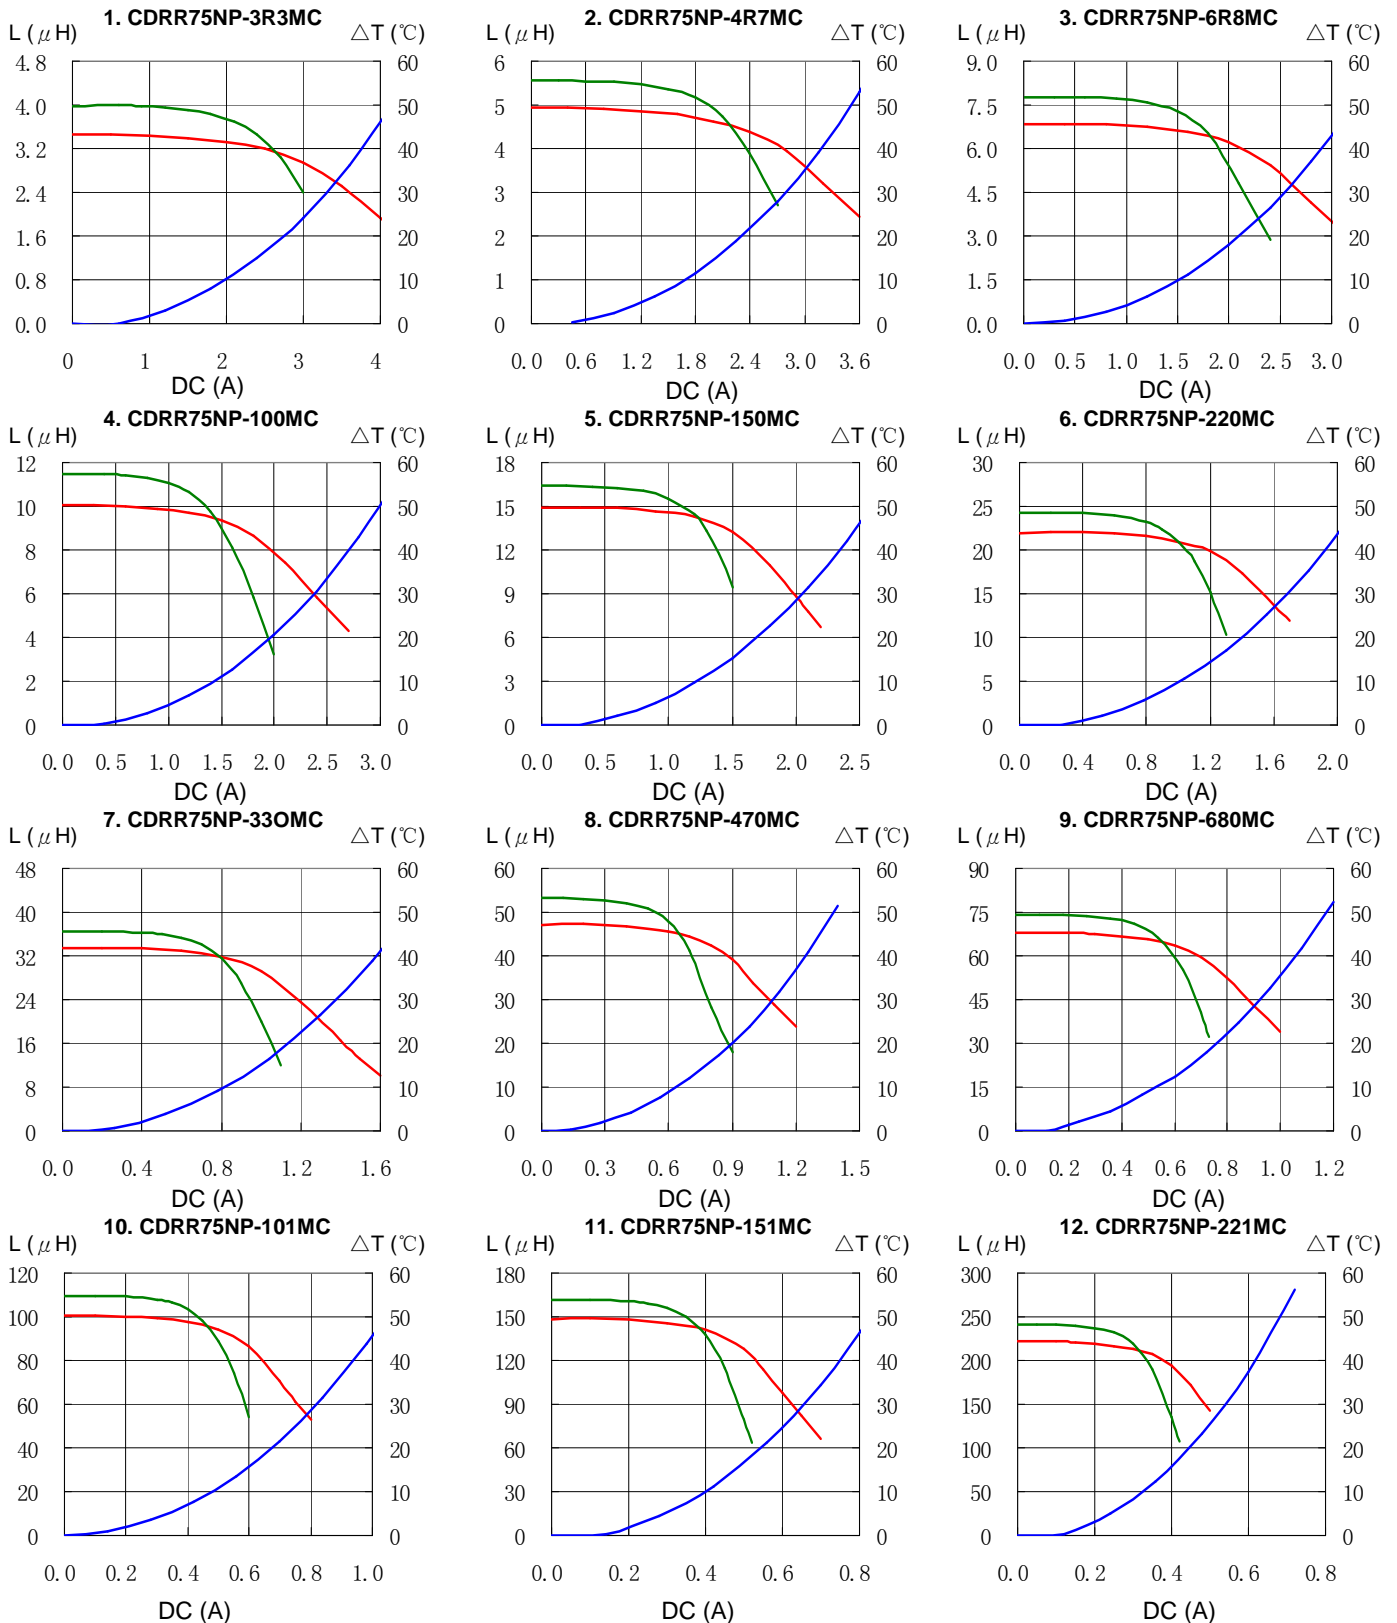 1. CDRR75NP-3R3MC
L (μH) △T (℃)
4.8 60
4.0 50
3.2 40
2.4 30
1.6 20
0.8 10
0.0 0
0 1 2 3 4
DC (A)
2. CDRR75NP-4R7MC
L (μH) △T (℃)
6 60
5 50
4 40
3 30
2 20
1 10
0 0
0.0 0.6 1.2 1.8 2.4 3.0 3.6
DC (A)
3. CDRR75NP-6R8MC
L (μH) △T (℃)
9.0 60
7.5 50
6.0 40
4.5 30
3.0 20
1.5 10
0.0 0
0.0 0.5 1.0 1.5 2.0 2.5 3.0
DC (A)
4. CDRR75NP-100MC
L (μH) △T (℃)
12 60
10 50
8 40
6 30
4 20
2 10
0 0
0.0 0.5 1.0 1.5 2.0 2.5 3.0
DC (A)
5. CDRR75NP-150MC
L (μH) △T (℃)
18 60
15 50
12 40
9 30
6 20
3 10
0 0
0.0 0.5 1.0 1.5 2.0 2.5
DC (A)
6. CDRR75NP-220MC
L (μH) △T (℃)
30 60
25 50
20 40
15 30
10 20
5 10
0 0
0.0 0.4 0.8 1.2 1.6 2.0
DC (A)
7. CDRR75NP-33OMC
L (μH) △T (℃)
48 60
40 50
32 40
24 30
16 20
8 10
0 0
0.0 0.4 0.8 1.2 1.6
DC (A)
8. CDRR75NP-470MC
L (μH) △T (℃)
60 60
50 50
40 40
30 30
20 20
10 10
0 0
0.0 0.3 0.6 0.9 1.2 1.5
DC (A)
9. CDRR75NP-680MC
L (μH) △T (℃)
90 60
75 50
60 40
45 30
30 20
15 10
0 0
0.0 0.2 0.4 0.6 0.8 1.0 1.2
DC (A)
10. CDRR75NP-101MC
L (μH) △T (℃)
120 60
100 50
80 40
60 30
40 20
20 10
0 0
0.0 0.2 0.4 0.6 0.8 1.0
DC (A)
11. CDRR75NP-151MC
L (μH) △T (℃)
180 60
150 50
120 40
90 30
60 20
30 10
0 0
0.0 0.2 0.4 0.6 0.8
DC (A)
12. CDRR75NP-221MC
L (μH) △T (℃)
300 60
250 50
200 40
150 30
100 20
50 10
0 0
0.0 0.2 0.4 0.6 0.8
DC (A)